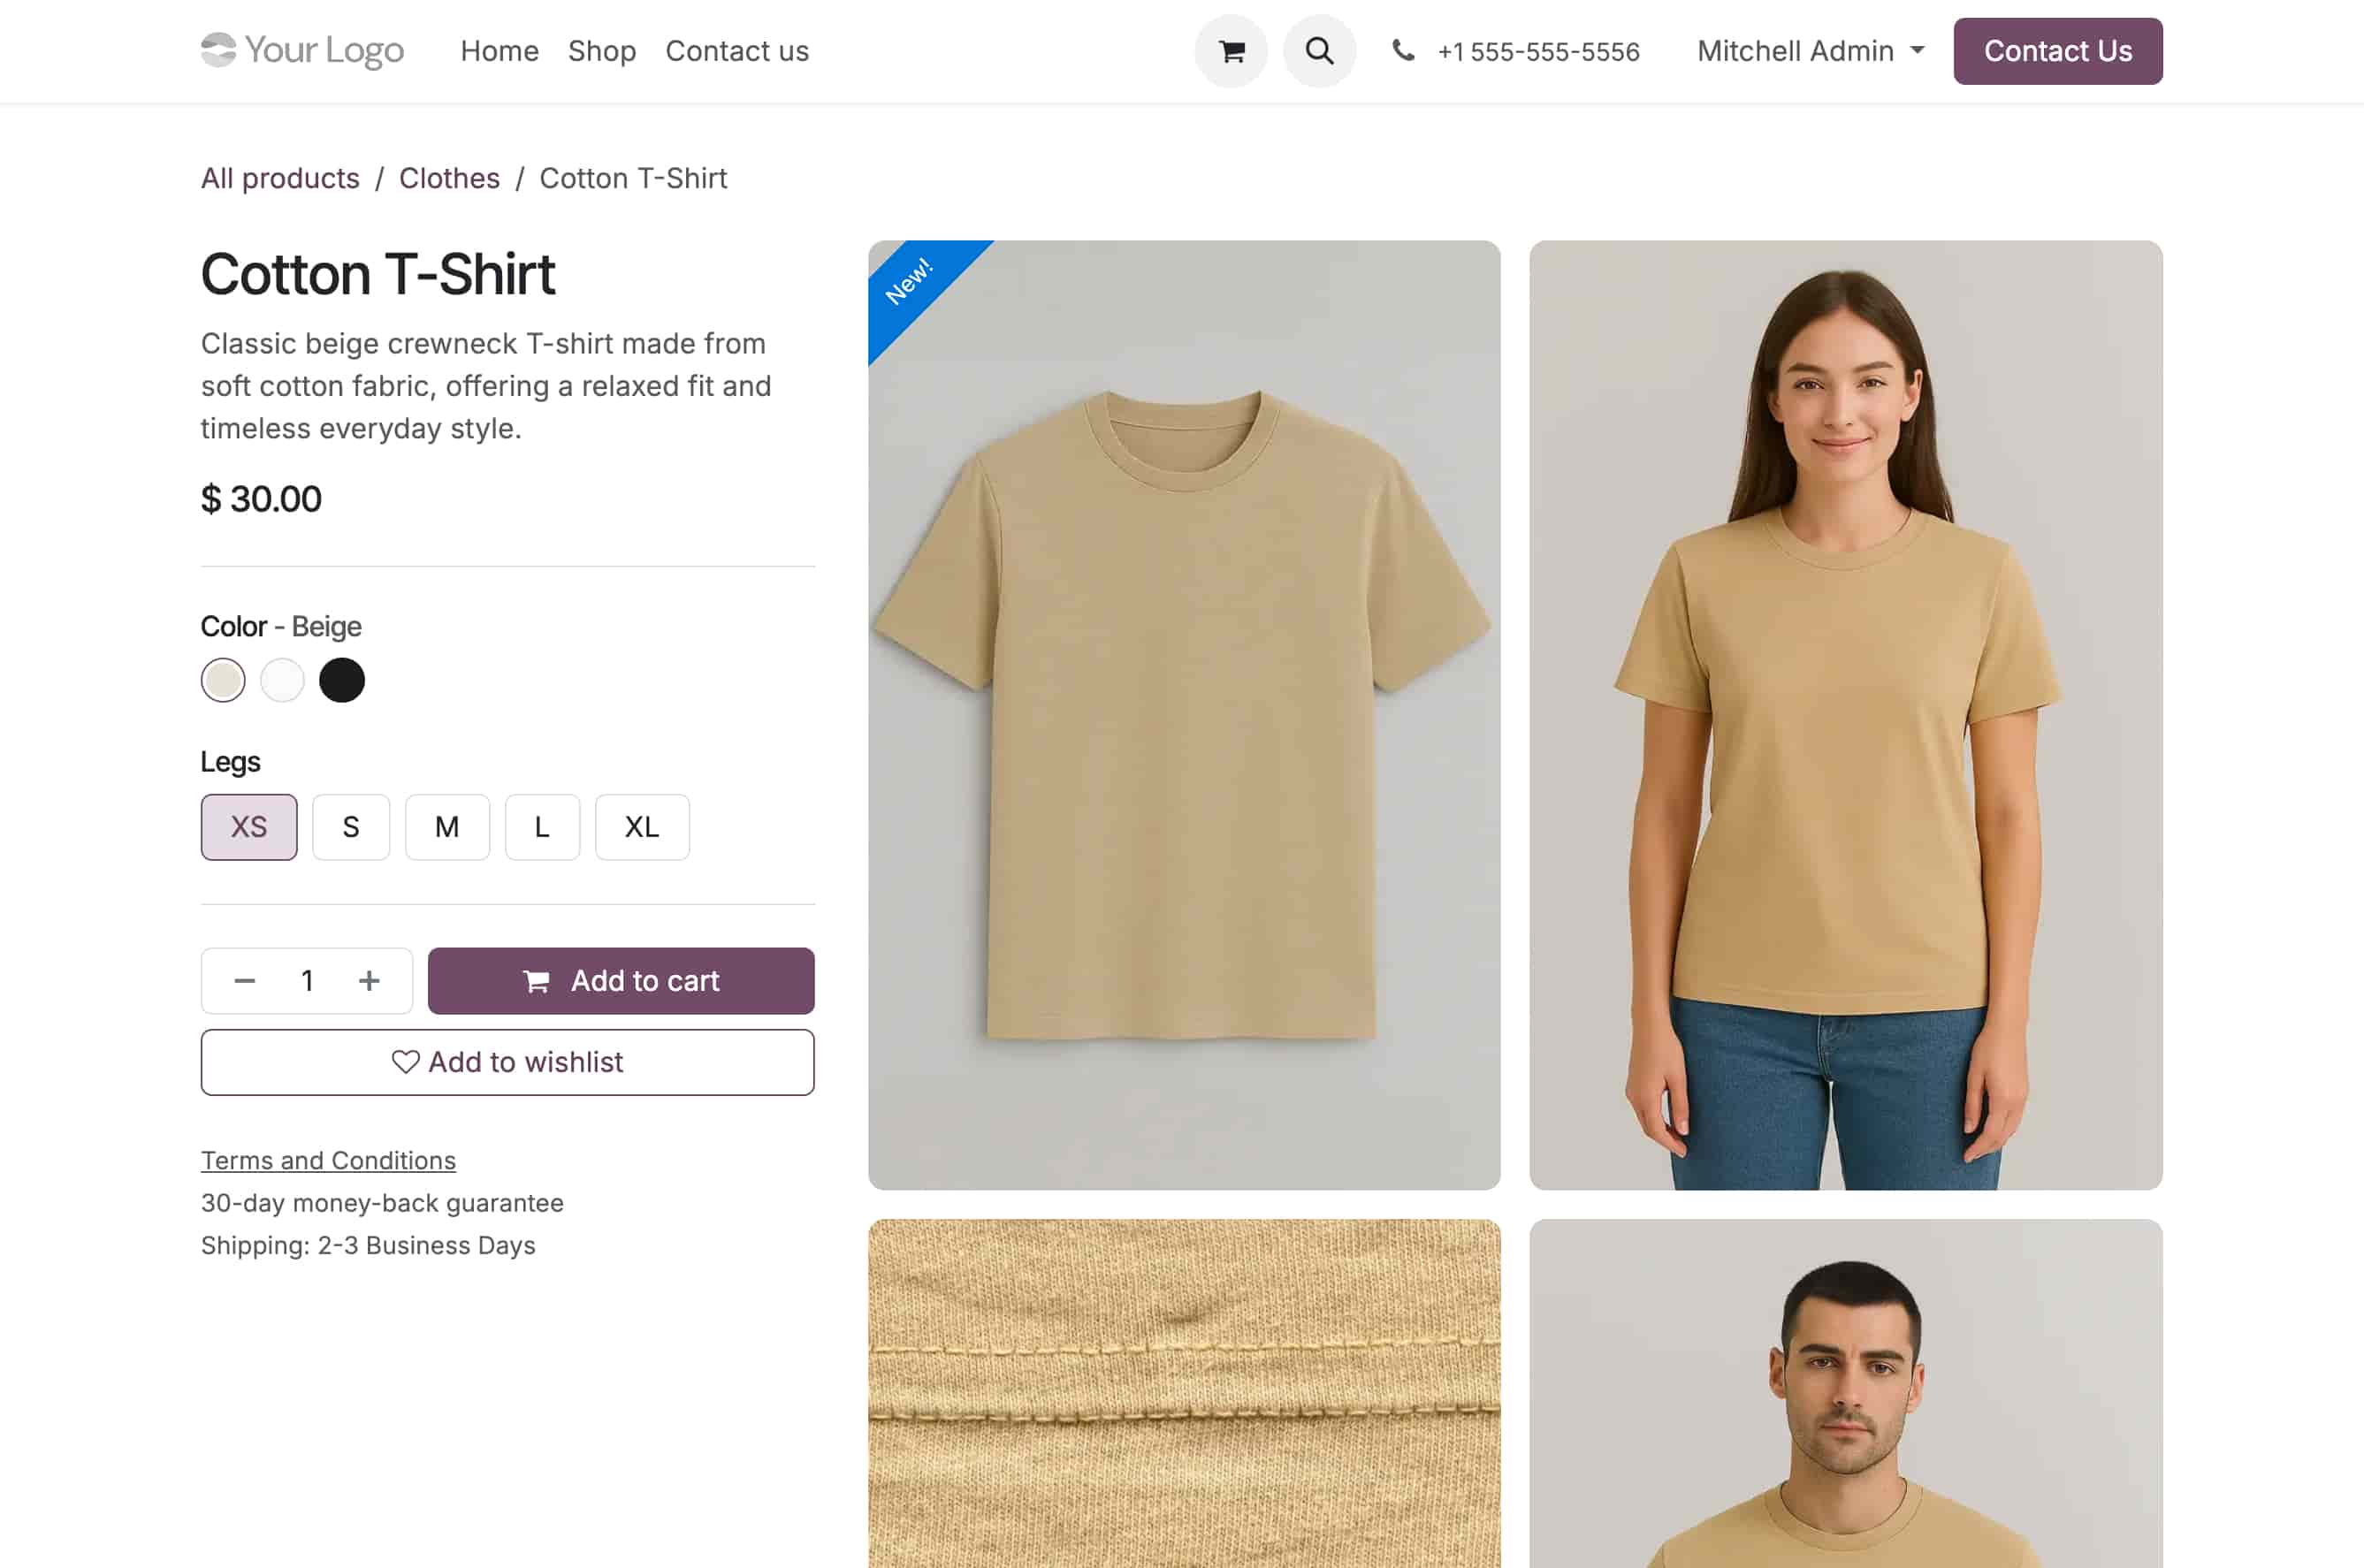 Your Logo
Home
Shop
Contact us
+1 555-555-5556
Mitchell Admin
Contact Us
All products / Clothes / Cotton T-Shirt
Cotton T-Shirt
Classic beige crewneck T-shirt made from
soft cotton fabric, offering a relaxed fit and
timeless everyday style.
$ 30.00
Color - Beige
Legs
XS
S
M
L
XL
1
Add to cart
Add to wishlist
Terms and Conditions
30-day money-back guarantee
Shipping: 2-3 Business Days
New!